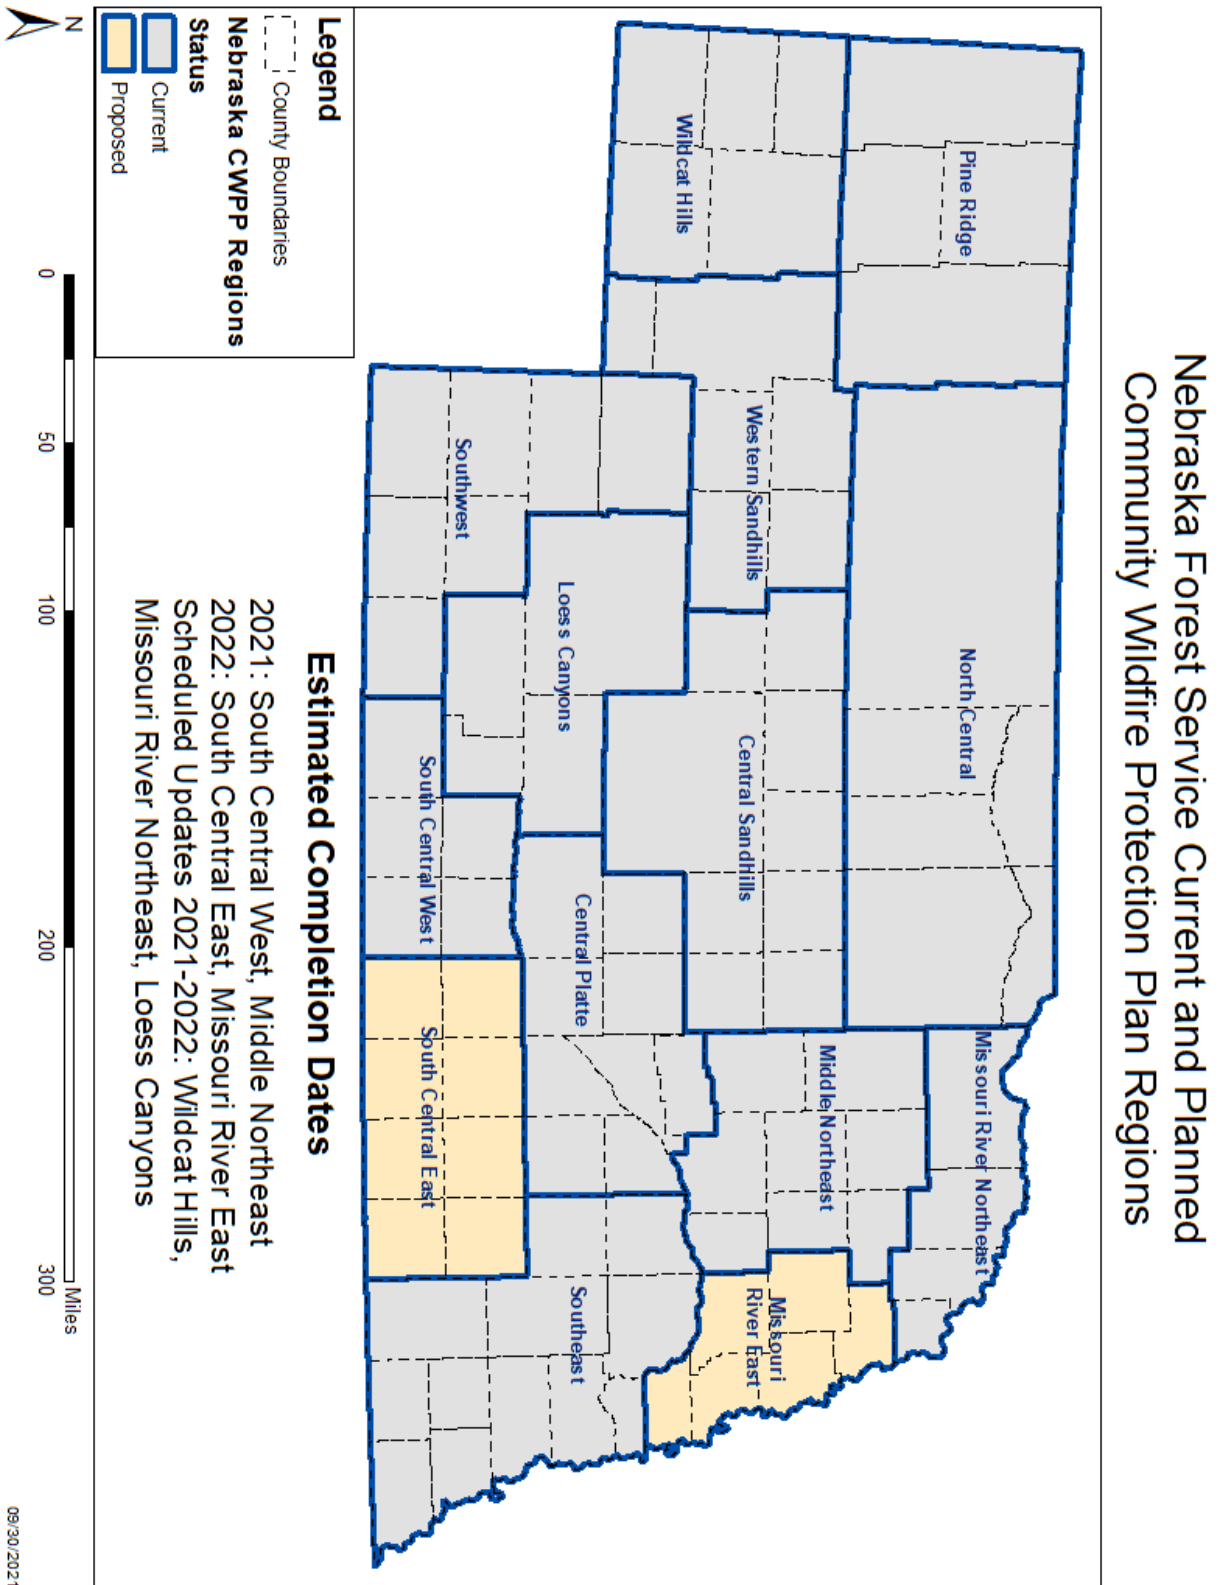 Nebraska Forest Service Current and Planned
Community Wildfire Protection Plan Regions
Pine Ridge
North Central
Missouri River Northeast
Wildcat Hills
Western Sandhills
Central Sandhills
Middle Northeast
Missouri
River East
Loess Canyons
Central Platte
Southeast
Southwest
South Central West
South Central East
Legend
County Boundaries
Nebraska CWPP Regions
Status
Current
Proposed
Estimated Completion Dates
2021: South Central West, Middle Northeast
2022: South Central East, Missouri River East
Scheduled Updates 2021-2022: Wildcat Hills,
Missouri River Northeast, Loess Canyons
N
0 50 100 200 300
Miles
09/30/2021